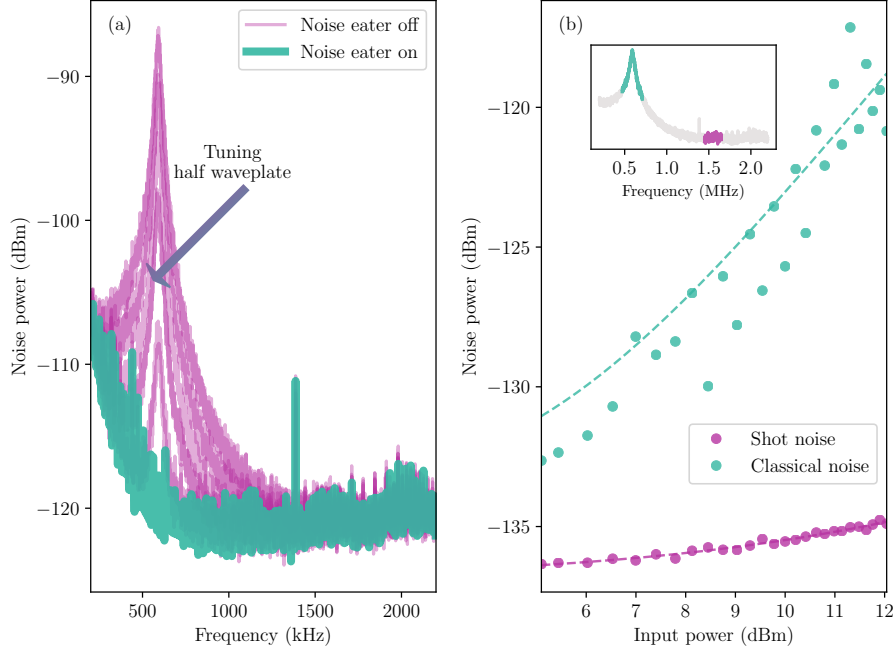 (a)
Noise eater off
Noise eater on
Tuning
half waveplate
−90
−100
−110
−120
Noise power (dBm)
500
1000
1500
2000
Frequency (kHz)
(b)
0.5
1.0
1.5
2.0
Frequency (MHz)
−120
−125
−130
−135
Noise power (dBm)
Shot noise
Classical noise
6
7
8
9
10
11
12
Input power (dBm)